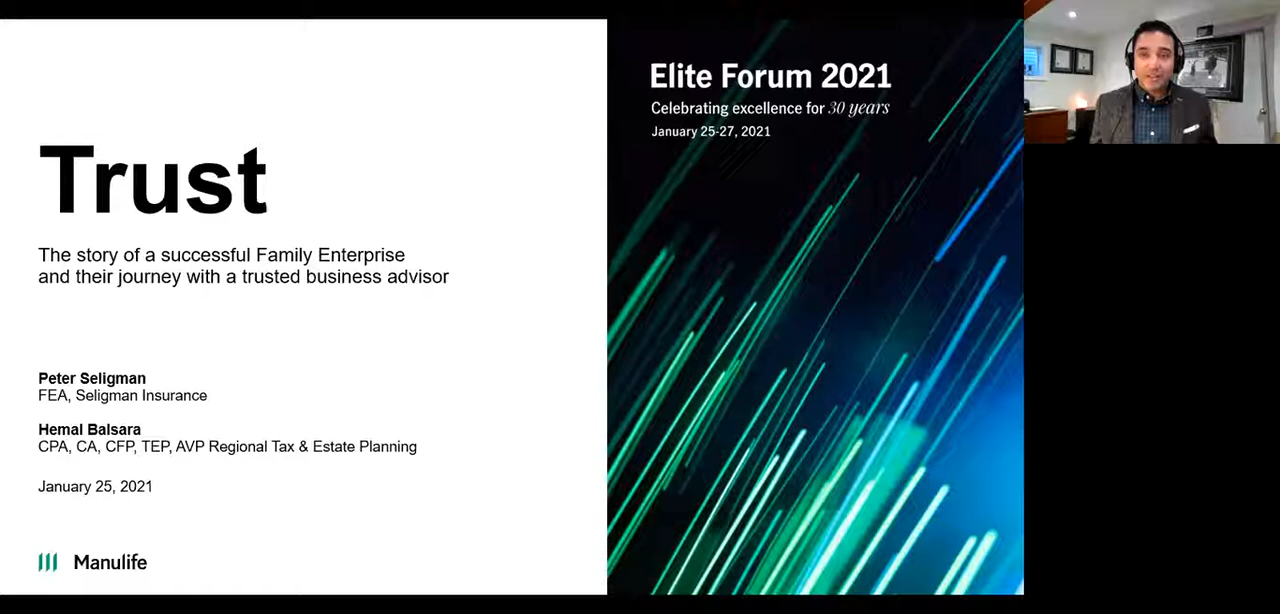 Trust
The story of a successful Family Enterprise
and their journey with a trusted business advisor
Peter Seligman
FEA, Seligman Insurance
Hemal Balsara
CPA, CA, CFP, TEP, AVP Regional Tax & Estate Planning
January 25, 2021
Manulife
Elite Forum 2021
Celebrating excellence for 30 years
January 25-27, 2021